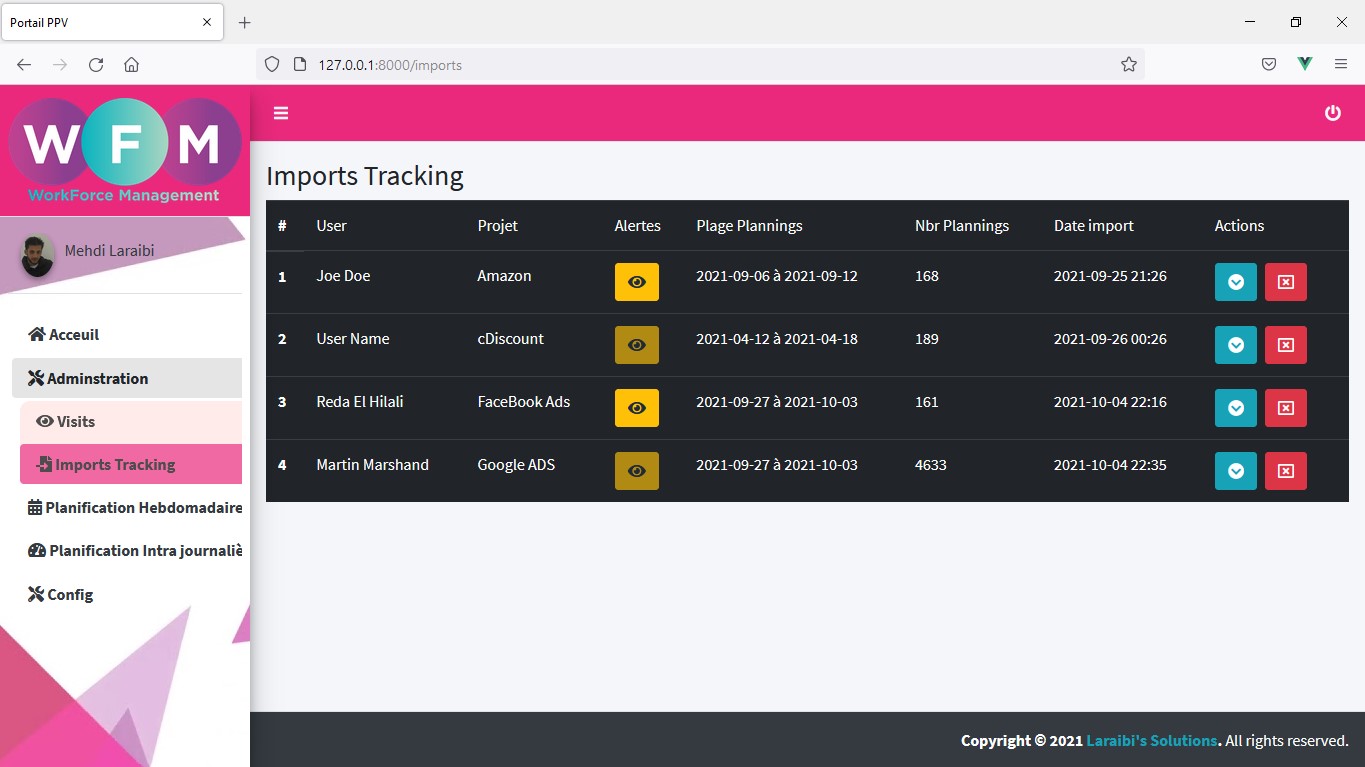 Portail PPV
127.0.0.1:8000/imports
W F M
WorkForce Management
Mehdi Laraibi
Acceuil
Adminstration
Visits
Imports Tracking
Planification Hebdomadaire
Planification Intra journaliè
Config
Imports Tracking
# User Projet Alertes Plage Plannings Nbr Plannings Date import Actions
1 Joe Doe Amazon 2021-09-06 à 2021-09-12 168 2021-09-25 21:26
2 User Name cDiscount 2021-04-12 à 2021-04-18 189 2021-09-26 00:26
3 Reda El Hilali FaceBook Ads 2021-09-27 à 2021-10-03 161 2021-10-04 22:16
4 Martin Marshand Google ADS 2021-09-27 à 2021-10-03 4633 2021-10-04 22:35
Copyright © 2021 Laraibi's Solutions. All rights reserved.